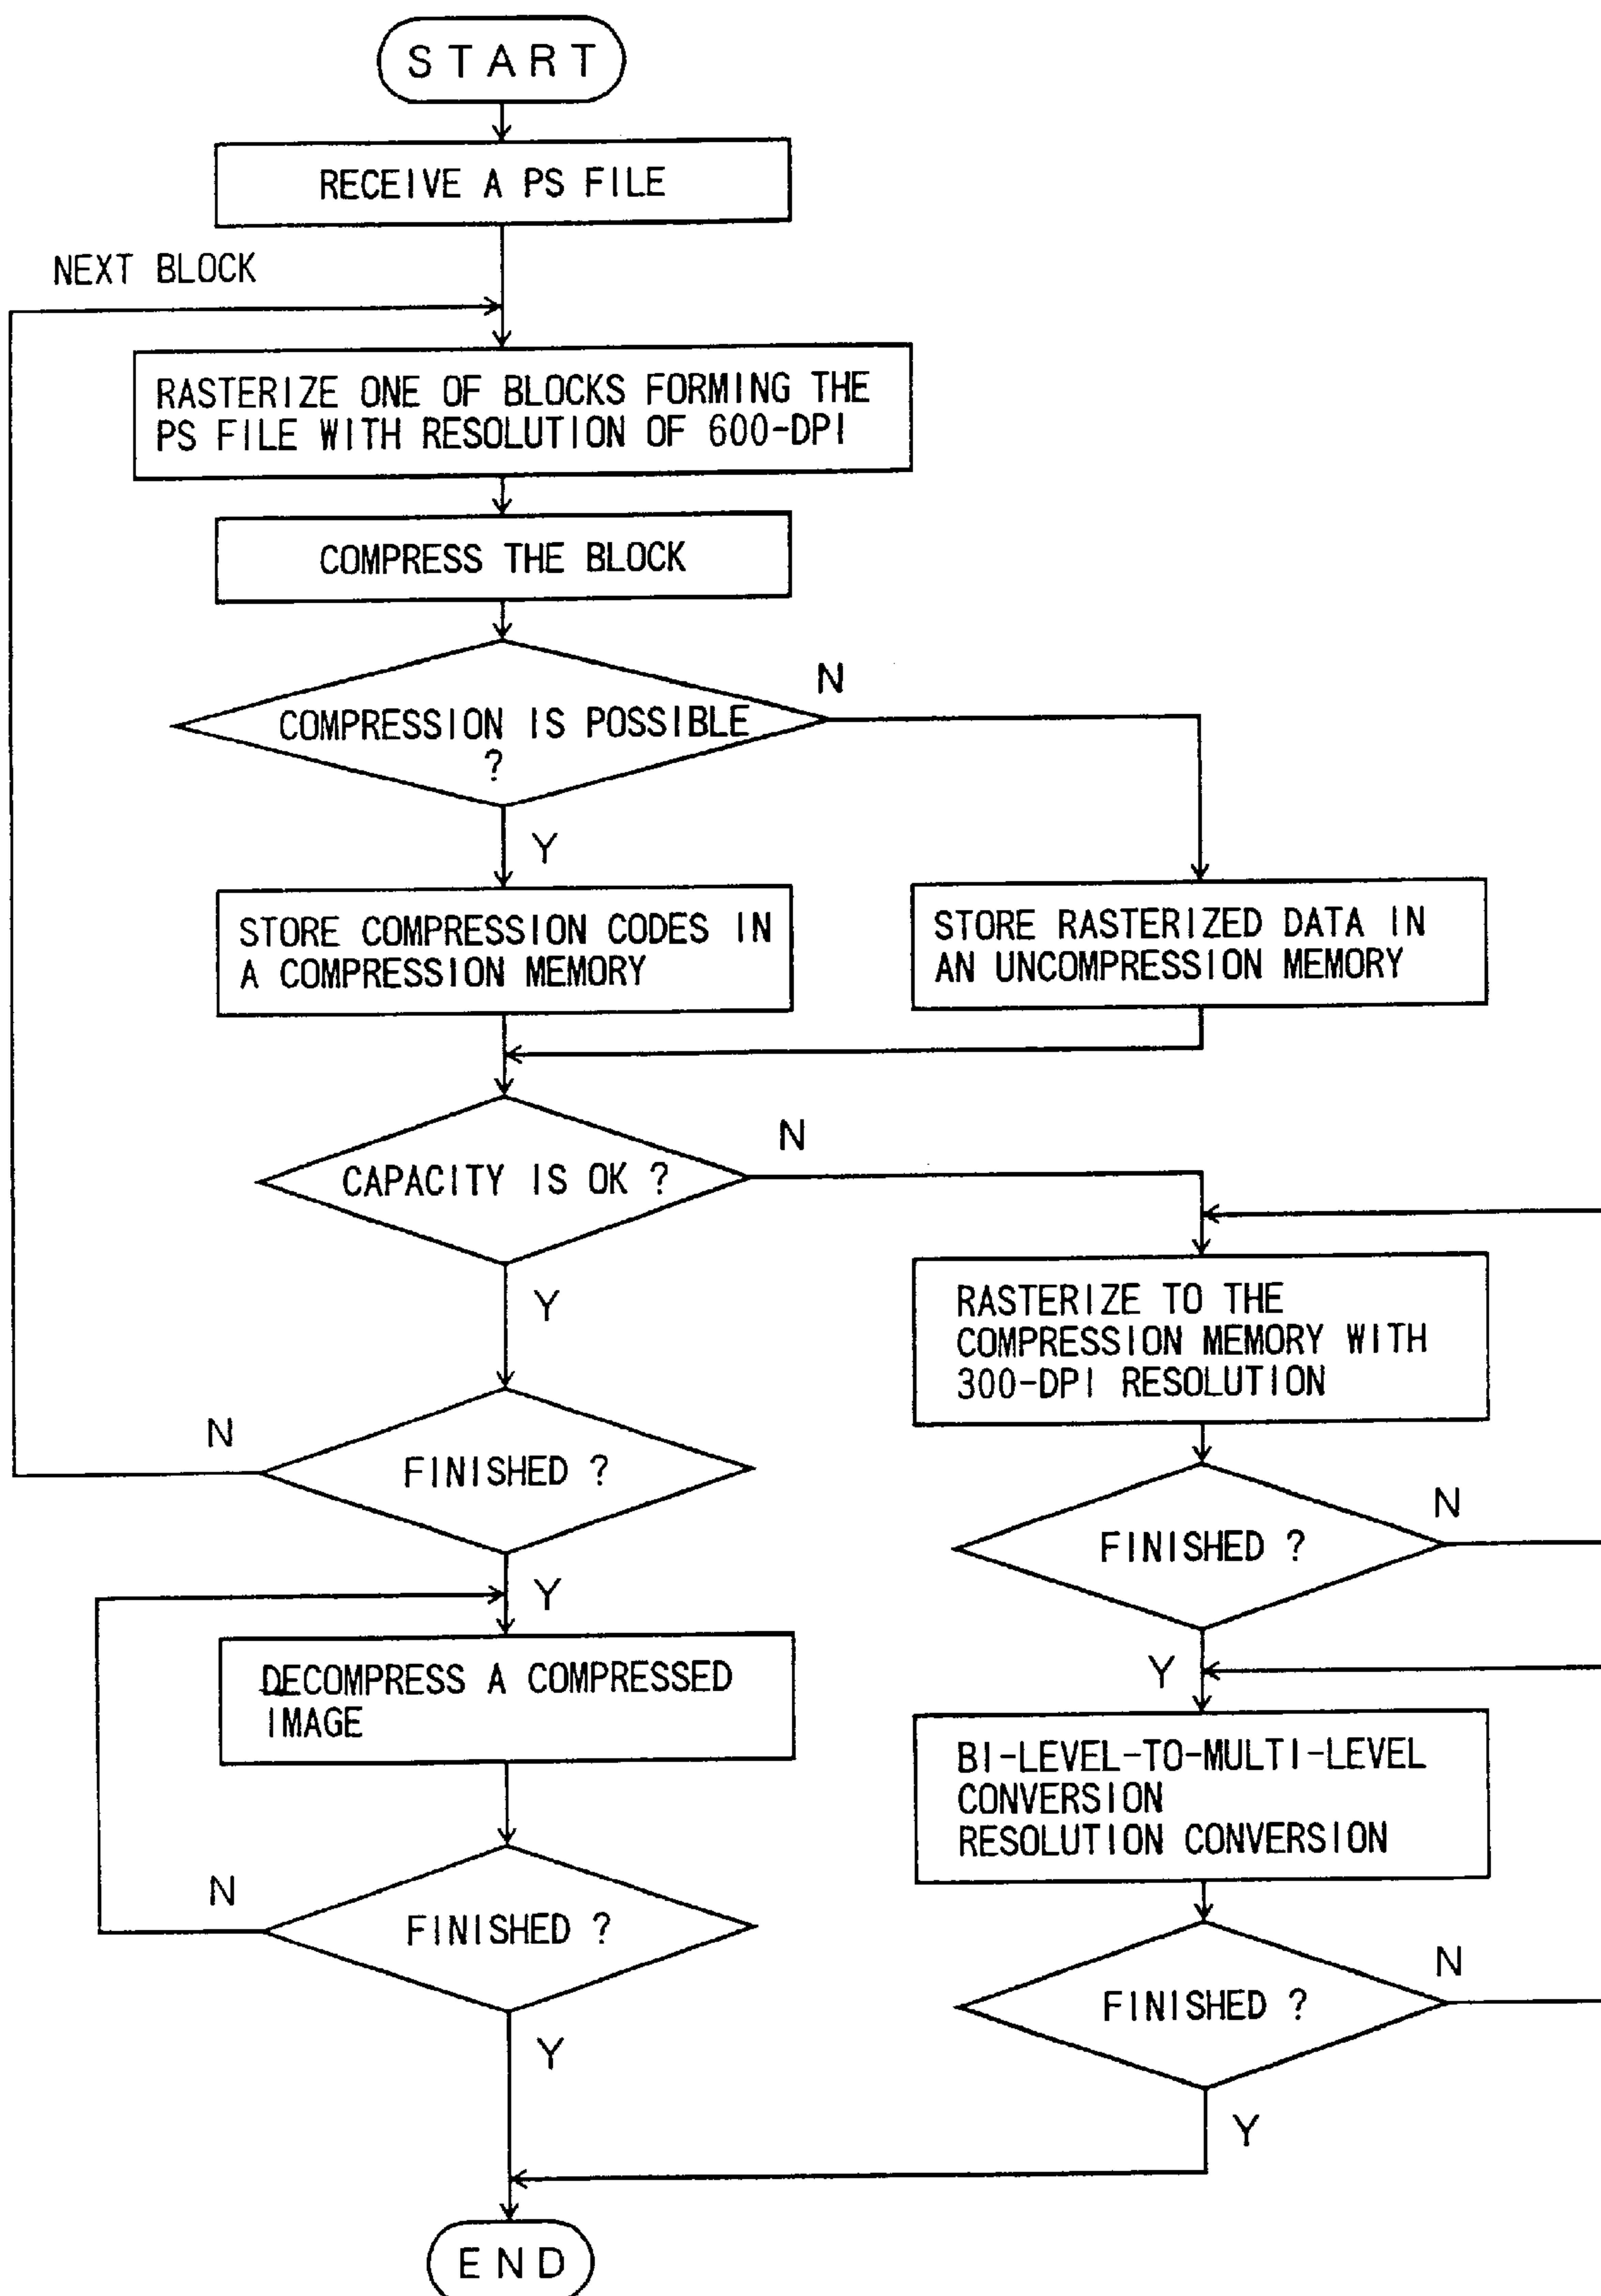 START
RECEIVE A PS FILE
NEXT BLOCK
RASTERIZE ONE OF BLOCKS FORMING THE
PS FILE WITH RESOLUTION OF 600-DPI
COMPRESS THE BLOCK
N
COMPRESSION IS POSSIBLE
?
Y
STORE COMPRESSION CODES IN
A COMPRESSION MEMORY
STORE RASTERIZED DATA IN
AN UNCOMPRESSION MEMORY
N
CAPACITY IS OK ?
Y
RASTERIZE TO THE
COMPRESSION MEMORY WITH
300-DPI RESOLUTION
N
FINISHED ?
N
FINISHED ?
Y
Y
DECOMPRESS A COMPRESSED
IMAGE
BI-LEVEL-TO-MULTI-LEVEL
CONVERSION
RESOLUTION CONVERSION
N
FINISHED ?
N
FINISHED ?
Y
Y
END